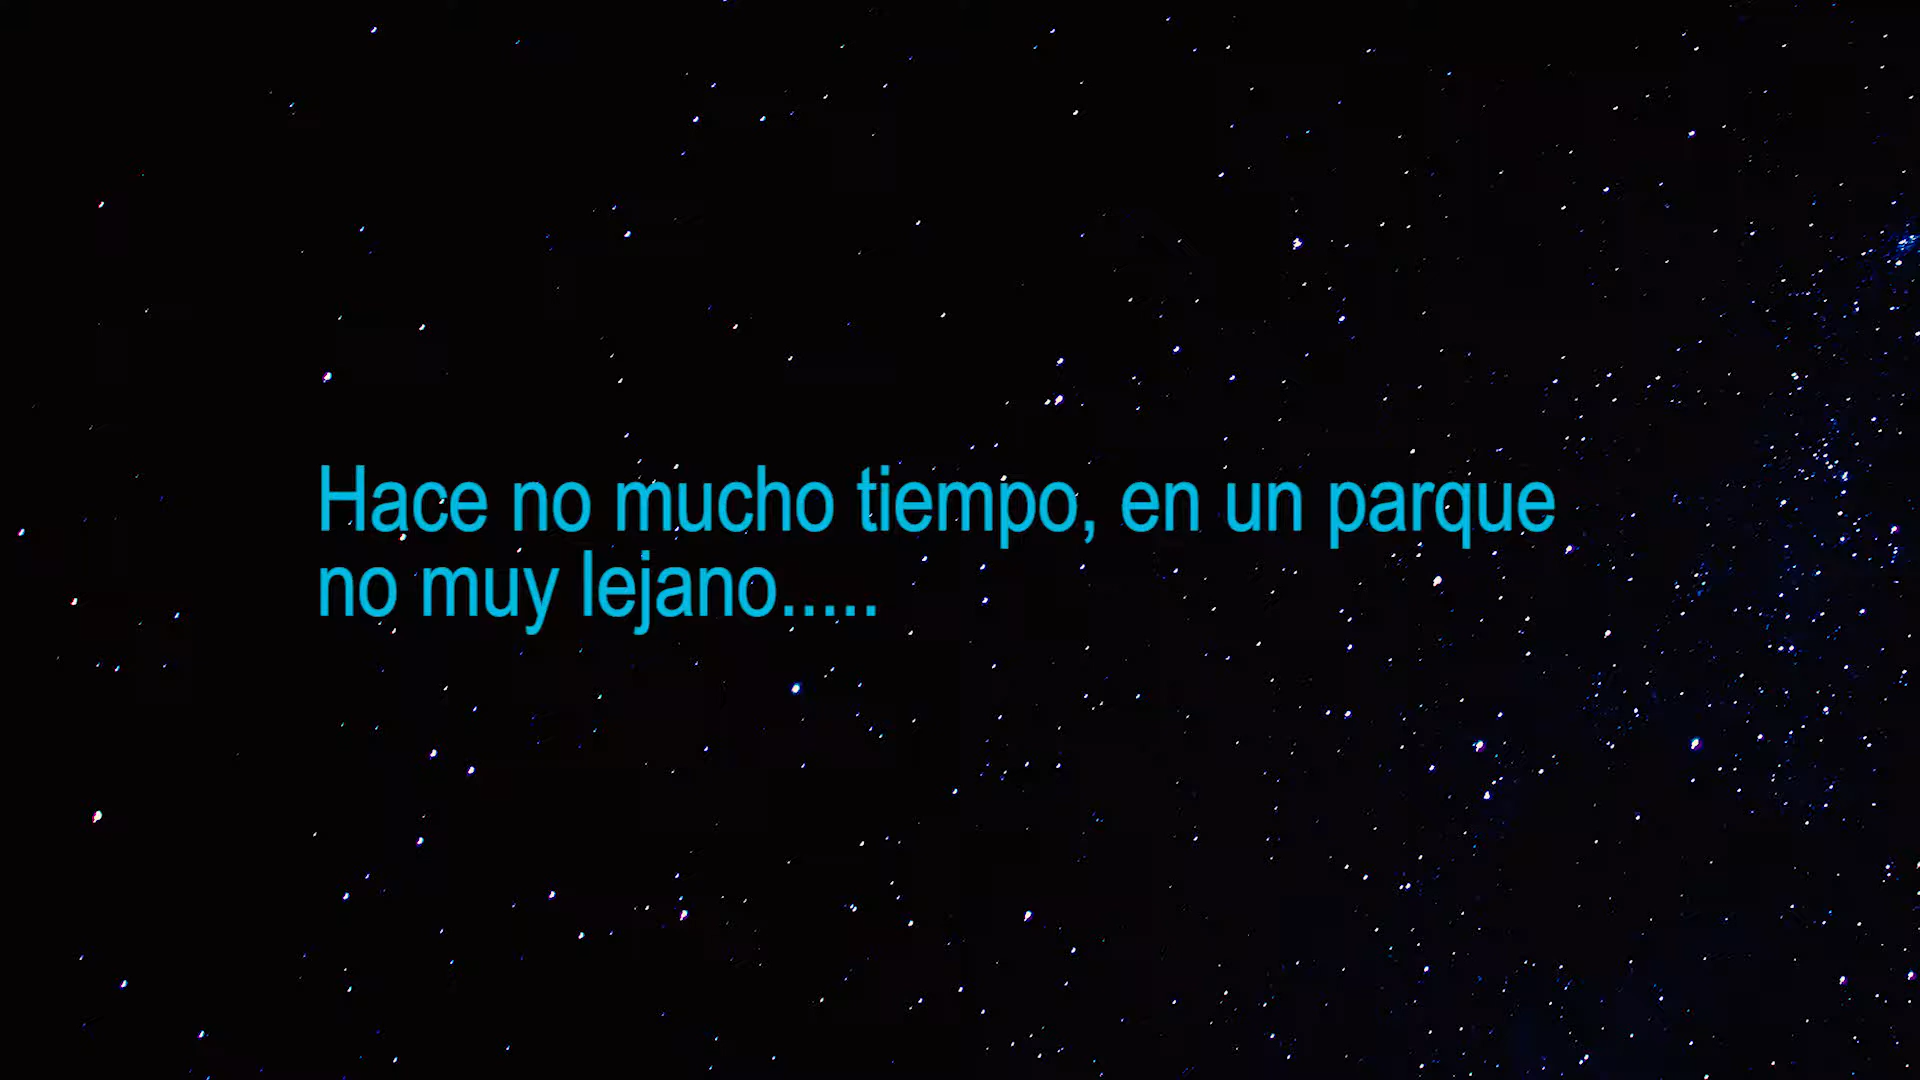 Hace no mucho tiempo, en un parque
no muy lejano.....